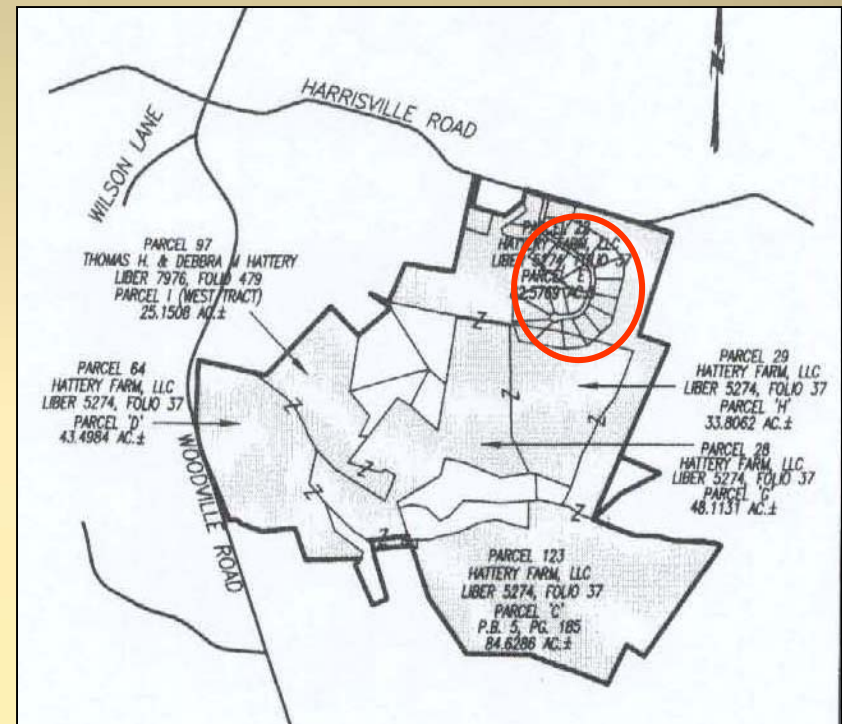 N
HARRISVILLE ROAD
WILSON LANE
PARCEL 97
THOMAS H. & DEBBRA M HATTERY
LIBER 7976, FOLIO 479
PARCEL I (WEST TRACT)
25.1508 AC.±
HATTERY FARM, LLC
LIBER 5274, FOLIO 37
PARCEL 'E'
PARCEL 64
HATTERY FARM, LLC
LIBER 5274, FOLIO 37
PARCEL 'D'
43.4984 AC.±
WOODVILLE ROAD
PARCEL 29
HATTERY FARM, LLC
LIBER 5274, FOLIO 37
PARCEL 'H'
33.8062 AC.±
PARCEL 28
HATTERY FARM, LLC
LIBER 5274, FOLIO 37
PARCEL 'G'
48.1131 AC.±
PARCEL 123
HATTERY FARM, LLC
LIBER 5274, FOLIO 37
PARCEL 'C'
P.B. 5, PG. 185
84.6286 AC.±
Z
Z
Z
Z
Z
Z
Z
Z